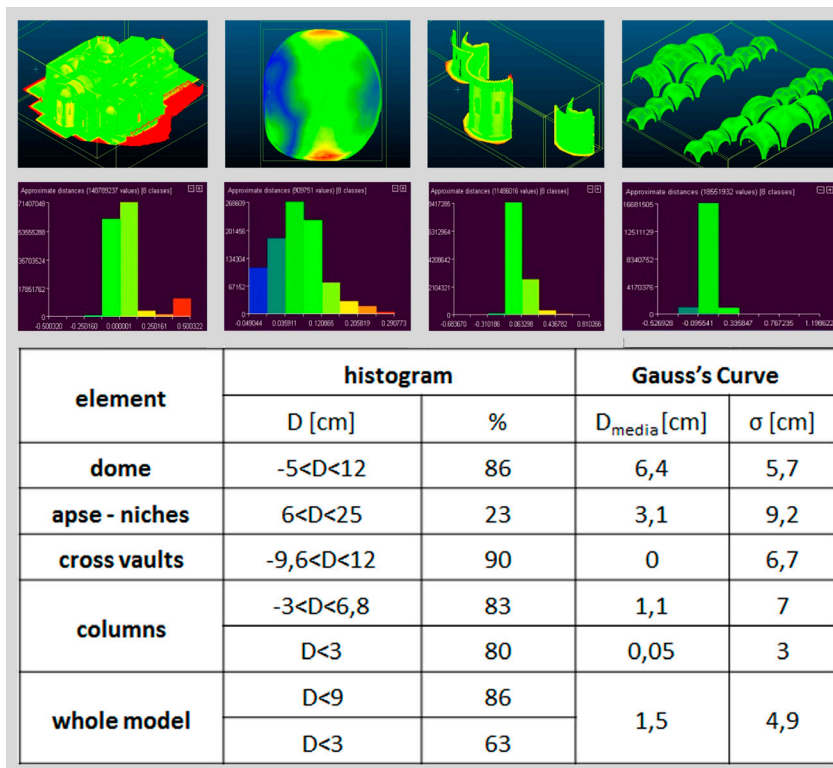 Approximate distances (148789237 values) [8 classes]
71407048
53555288
35703524
17851762
0
-0.500320 -0.250160 0.000001 0.250161 0.500322
Approximate distances (909751 values) [8 classes]
268609
201456
134304
67152
0
-0.049044 0.035911 0.120865 0.205819 0.290773
Approximate distances (11486016 values) [8 classes]
8417285
6312964
4208642
2104321
0
-0.683670 -0.310186 0.063298 0.436782 0.810266
Approximate distances (18551932 values) [8 classes]
16681505
12511129
8340752
4170376
0
-0.526928 -0.095541 0.335847 0.767235 1.198622
element histogram Gauss's Curve
D [cm] % Dmedia [cm] σ [cm]
dome -5<D<12 86 6,4 5,7
apse - niches 6<D<25 23 3,1 9,2
cross vaults -9,6<D<12 90 0 6,7
columns -3<D<6,8 83 1,1 7
D<3 80 0,05 3
whole model D<9 86 1,5 4,9
D<3 63